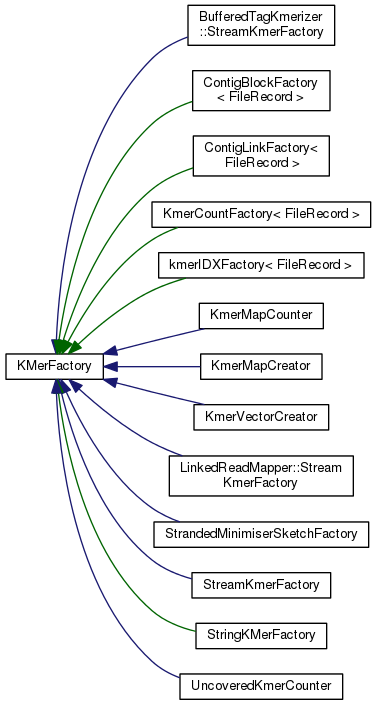 BufferedTagKmerizer
::StreamKmerFactory
ContigBlockFactory
< FileRecord >
ContigLinkFactory<
FileRecord >
KmerCountFactory< FileRecord >
kmerIDXFactory< FileRecord >
KmerMapCounter
KMerFactory
KmerMapCreator
KmerVectorCreator
LinkedReadMapper::Stream
KmerFactory
StrandedMinimiserSketchFactory
StreamKmerFactory
StringKMerFactory
UncoveredKmerCounter